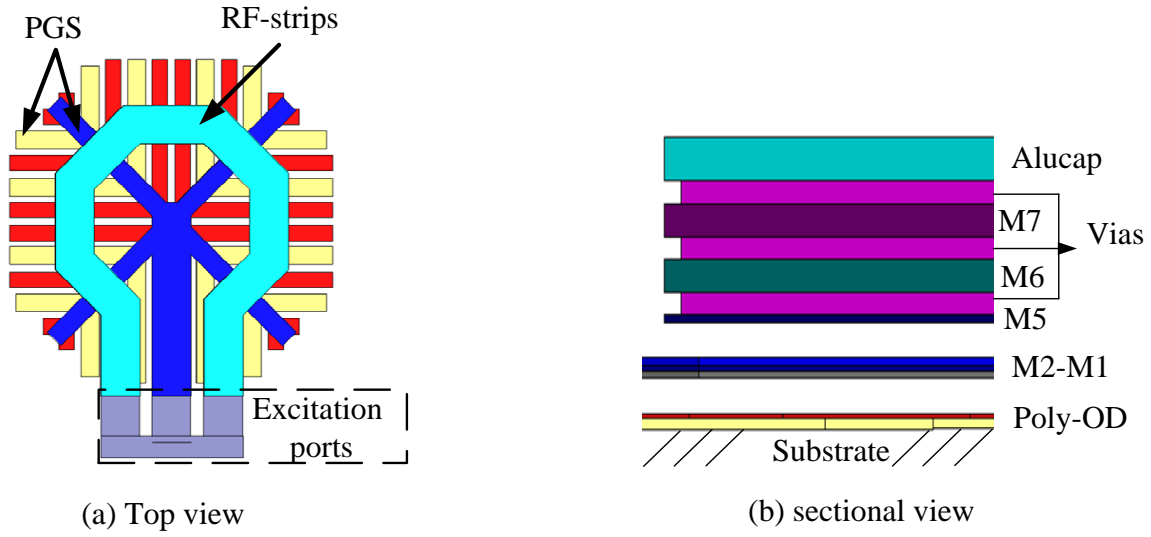 PGS
RF-strips
Excitation
ports
(a) Top view
Alucap
M7
Vias
M6
M5
M2-M1
Poly-OD
Substrate
(b) sectional view